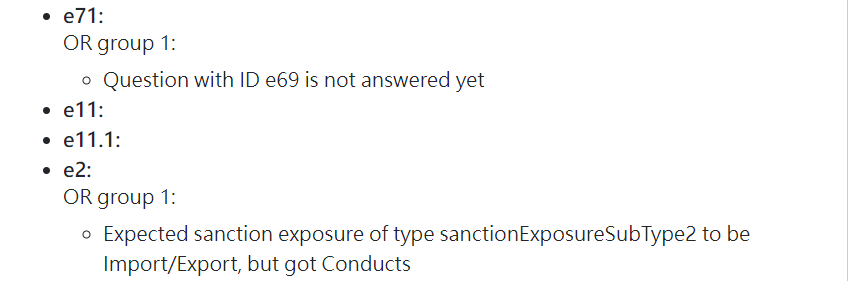 • e71:
OR group 1:
◦ Question with ID e69 is not answered yet
• e11:
• e11.1:
• e2:
OR group 1:
◦ Expected sanction exposure of type sanctionExposureSubType2 to be
Import/Export, but got Conducts